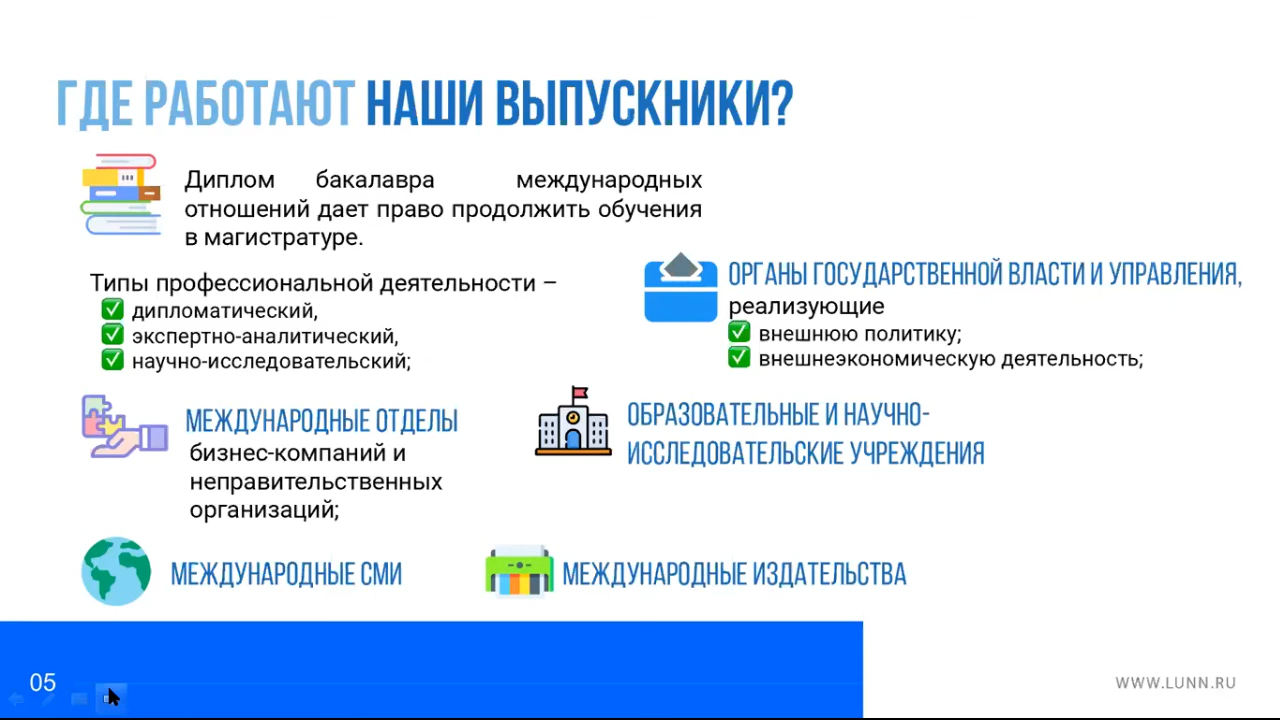 ГДЕ РАБОТАЮТ НАШИ ВЫПУСКНИКИ?
Диплом бакалавра международных
отношений дает право продолжить обучения
в магистратуре.
Типы профессиональной деятельности –
дипломатический,
экспертно-аналитический,
научно-исследовательский;
ОРГАНЫ ГОСУДАРСТВЕННОЙ ВЛАСТИ И УПРАВЛЕНИЯ,
реализующие
внешнюю политику;
внешнеэкономическую деятельность;
МЕЖДУНАРОДНЫЕ ОТДЕЛЫ
бизнес-компаний и
неправительственных
организаций;
ОБРАЗОВАТЕЛЬНЫЕ И НАУЧНО-
ИССЛЕДОВАТЕЛЬСКИЕ УЧРЕЖДЕНИЯ
МЕЖДУНАРОДНЫЕ СМИ
МЕЖДУНАРОДНЫЕ ИЗДАТЕЛЬСТВА
05
WWW.LUNN.RU